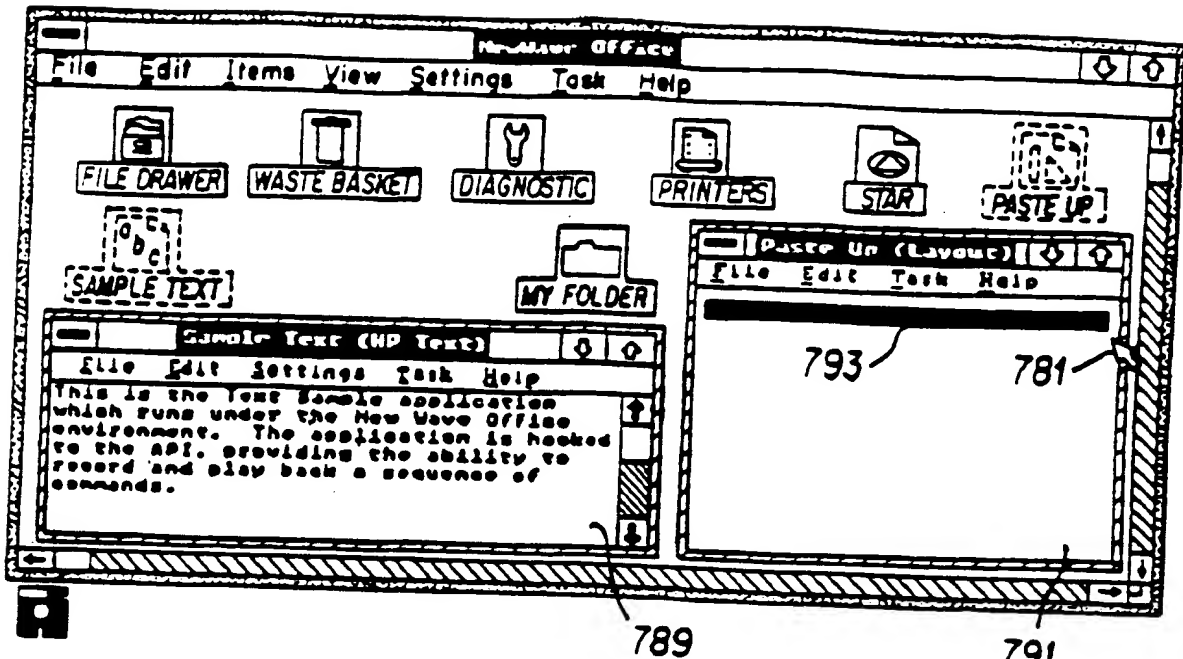 NewWave Office
File Edit Items View Settings Task Help
FILE DRAWER WASTE BASKET DIAGNOSTIC PRINTERS STAR PASTE UP
abc
SAMPLE TEXT MY FOLDER
Paste Up (Layout)
File Edit Task Help
793 781
Sample Text (HP Text)
File Edit Settings Task Help
This is the Text Sample application
which runs under the New Wave Office
environment. The application is hooked
to the API, providing the ability to
record and play back a sequence of
commands.
789 791